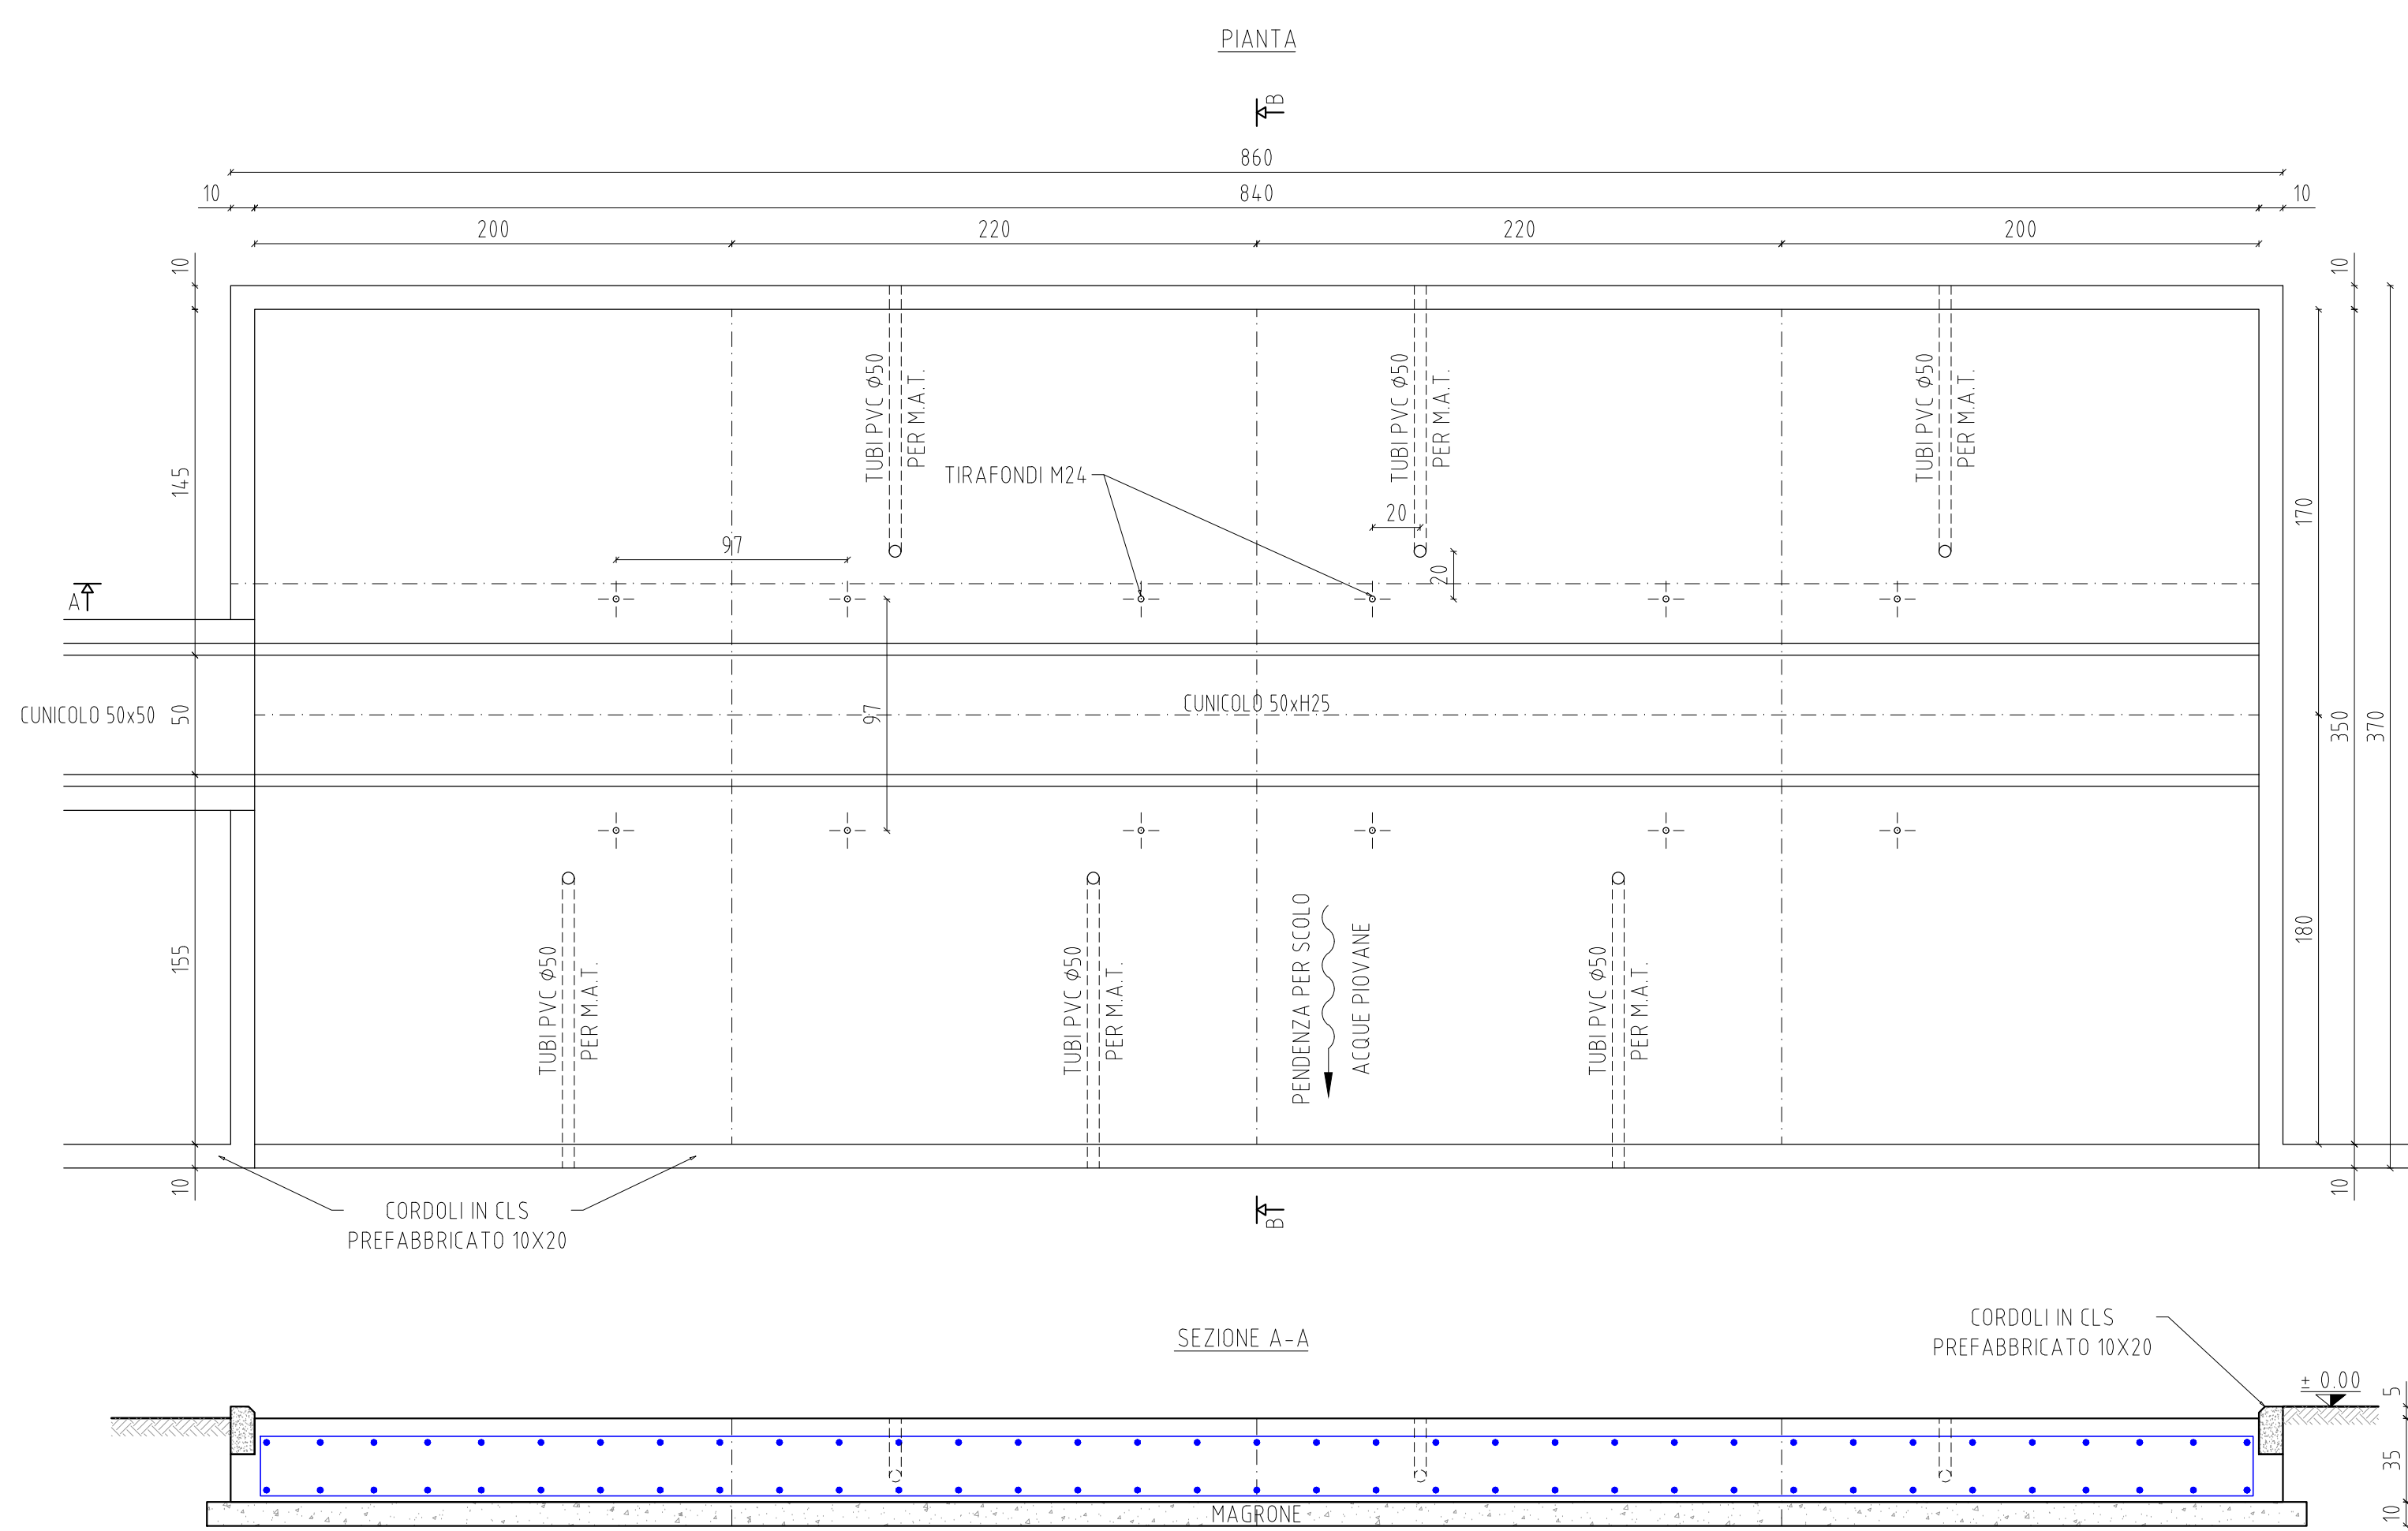 PIANTA
B
860
10
840
10
200
220
220
200
10
10
TUBI PVC ϕ50
PER M.A.T.
TUBI PVC ϕ50
PER M.A.T.
TUBI PVC ϕ50
PER M.A.T.
TIRAFONDI M24
145
170
20
97
20
A
CUNICOLO 50x50
50
97
CUNICOLO 50xH25
350
370
155
180
TUBI PVC ϕ50
PER M.A.T.
TUBI PVC ϕ50
PER M.A.T.
PENDENZA PER SCOLO
ACQUE PIOVANE
TUBI PVC ϕ50
PER M.A.T.
10
10
CORDOLI IN CLS
PREFABBRICATO 10X20
B
SEZIONE A-A
CORDOLI IN CLS
PREFABBRICATO 10X20
± 0.00
5
35
10
MAGRONE